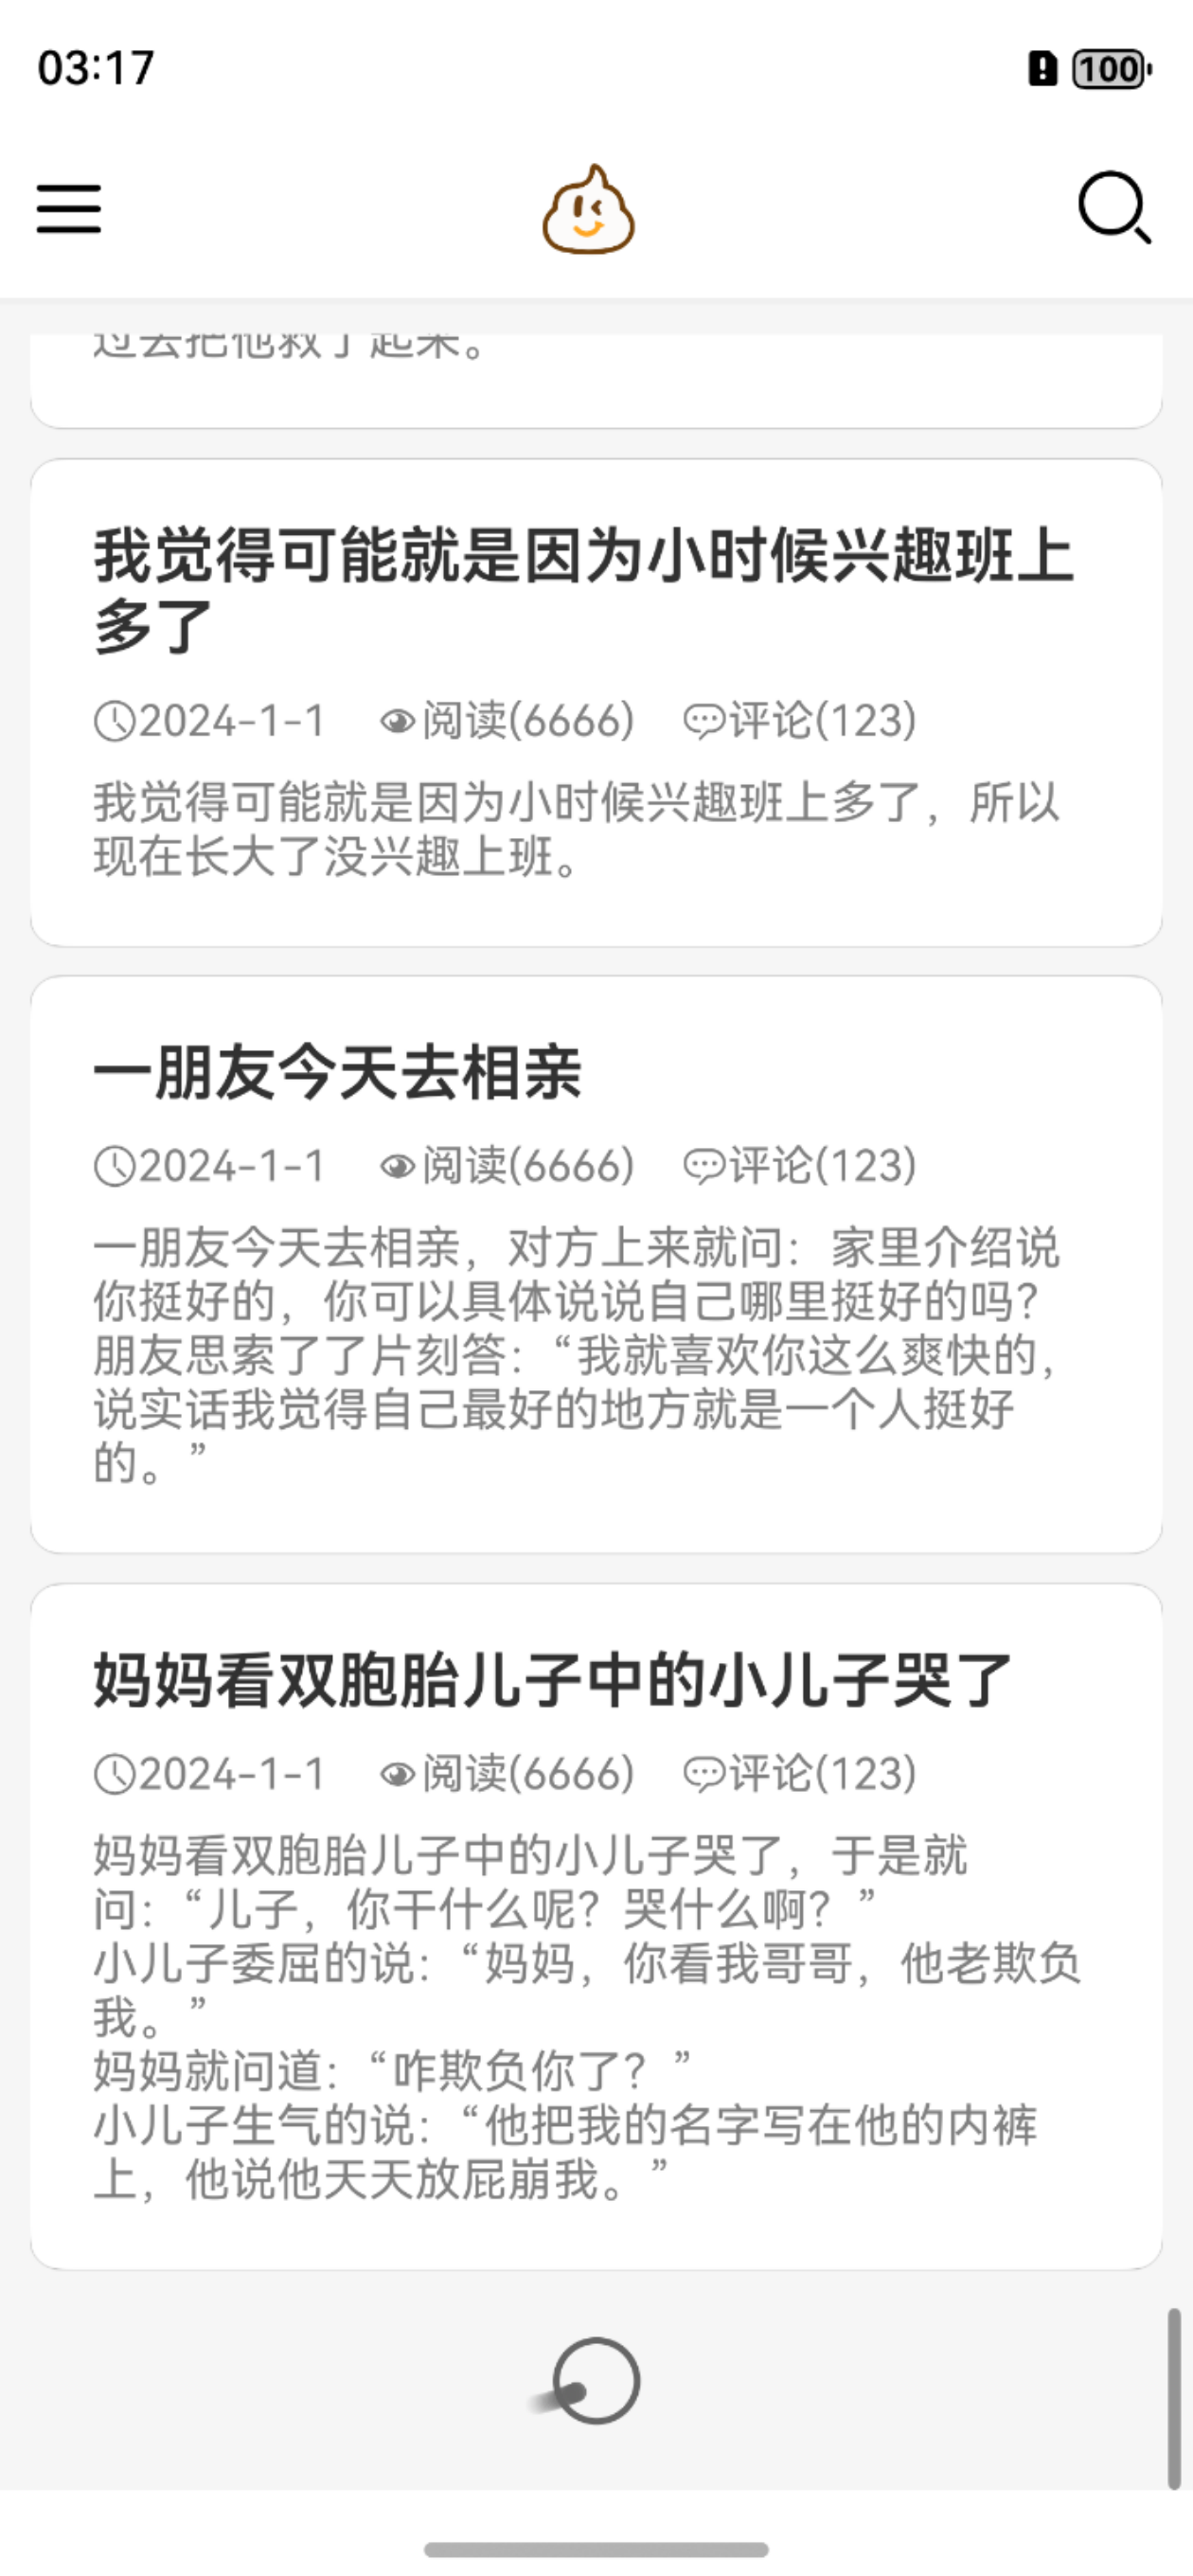 03:17
100
过去把他救了起来。
我觉得可能就是因为小时候兴趣班上
多了
2024-1-1 阅读(6666) 评论(123)
我觉得可能就是因为小时候兴趣班上多了，所以
现在长大了没兴趣上班。
一朋友今天去相亲
2024-1-1 阅读(6666) 评论(123)
一朋友今天去相亲，对方上来就问：家里介绍说
你挺好的，你可以具体说说自己哪里挺好的吗？
朋友思索了了片刻答：“我就喜欢你这么爽快的，
说实话我觉得自己最好的地方就是一个人挺好
的。”
妈妈看双胞胎儿子中的小儿子哭了
2024-1-1 阅读(6666) 评论(123)
妈妈看双胞胎儿子中的小儿子哭了，于是就
问：“儿子，你干什么呢？哭什么啊？”
小儿子委屈的说：“妈妈，你看我哥哥，他老欺负
我。”
妈妈就问道：“咋欺负你了？”
小儿子生气的说：“他把我的名字写在他的内裤
上，他说他天天放屁崩我。”